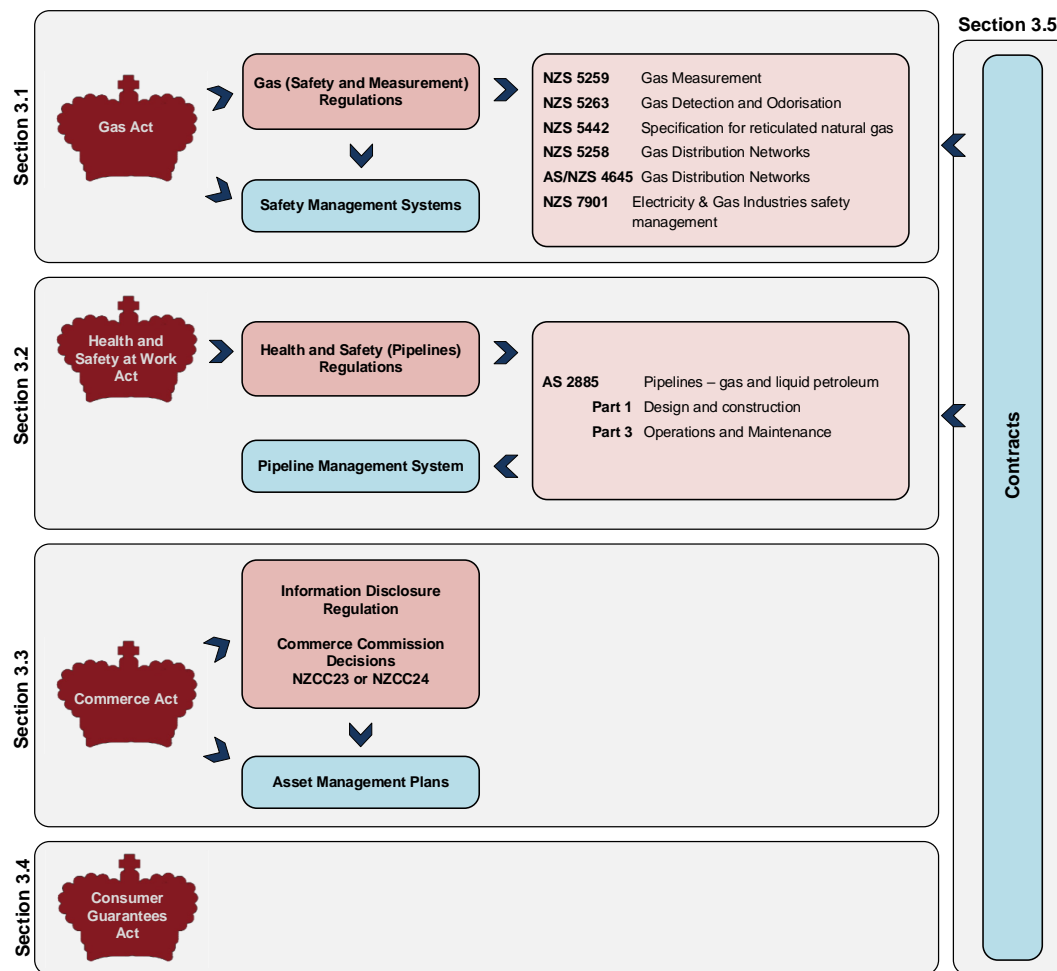 Section 3.5
Section 3.1
Gas Act
Gas (Safety and Measurement)
Regulations
Safety Management Systems
NZS 5259 Gas Measurement
NZS 5263 Gas Detection and Odorisation
NZS 5442 Specification for reticulated natural gas
NZS 5258 Gas Distribution Networks
AS/NZS 4645 Gas Distribution Networks
NZS 7901 Electricity & Gas Industries safety
management
Section 3.2
Health and
Safety at Work
Act
Health and Safety (Pipelines)
Regulations
Pipeline Management System
AS 2885 Pipelines – gas and liquid petroleum
Part 1 Design and construction
Part 3 Operations and Maintenance
Section 3.3
Commerce Act
Information Disclosure
Regulation
Commerce Commission
Decisions
NZCC23 or NZCC24
Asset Management Plans
Section 3.4
Consumer
Guarantees
Act
Contracts